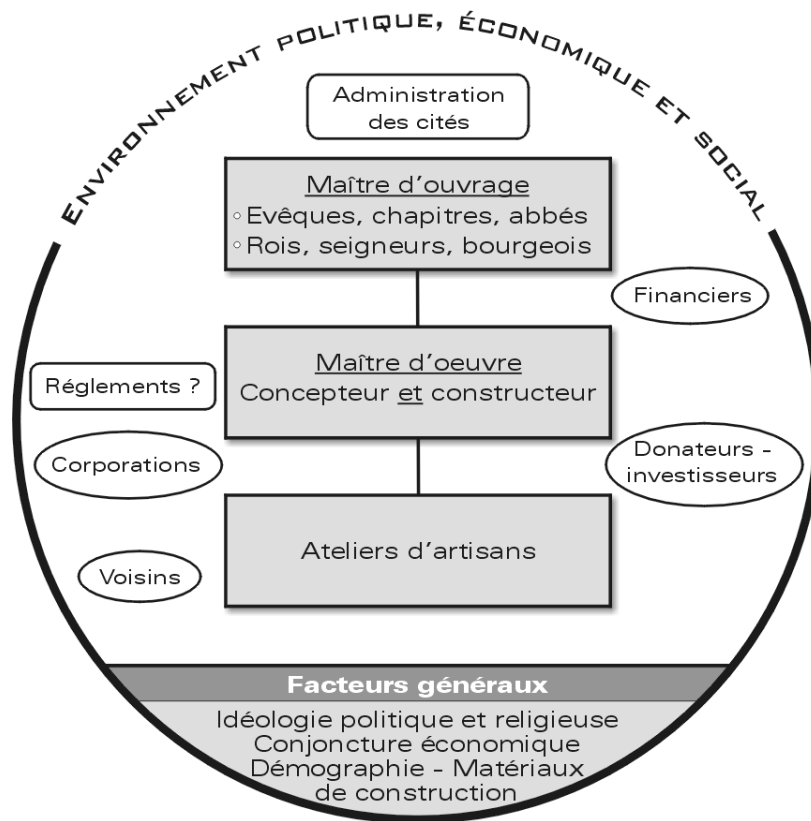 ENVIRONNEMENT POLITIQUE, ÉCONOMIQUE ET SOCIAL
Administration
des cités
Maître d'ouvrage
◦ Evêques, chapitres, abbés
◦ Rois, seigneurs, bourgeois
Financiers
Maître d'oeuvre
Concepteur et constructeur
Réglements ?
Corporations
Donateurs -
investisseurs
Ateliers d'artisans
Voisins
Facteurs généraux
Idéologie politique et religieuse
Conjoncture économique
Démographie - Matériaux
de construction